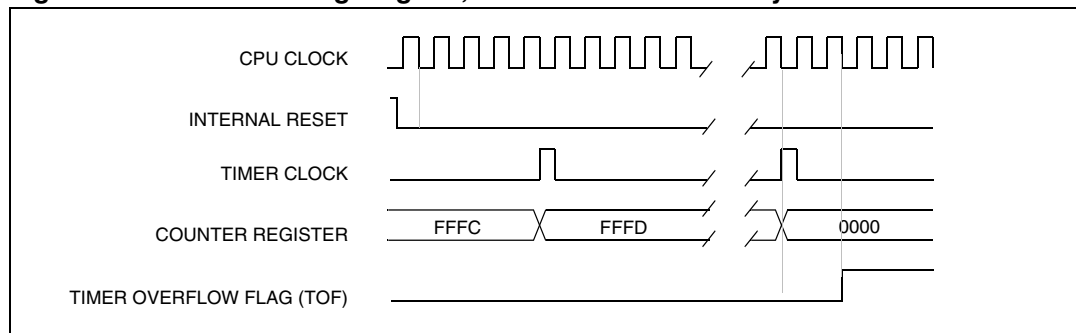 CPU CLOCK
INTERNAL RESET
TIMER CLOCK
COUNTER REGISTER FFFC FFFD 0000
TIMER OVERFLOW FLAG (TOF)